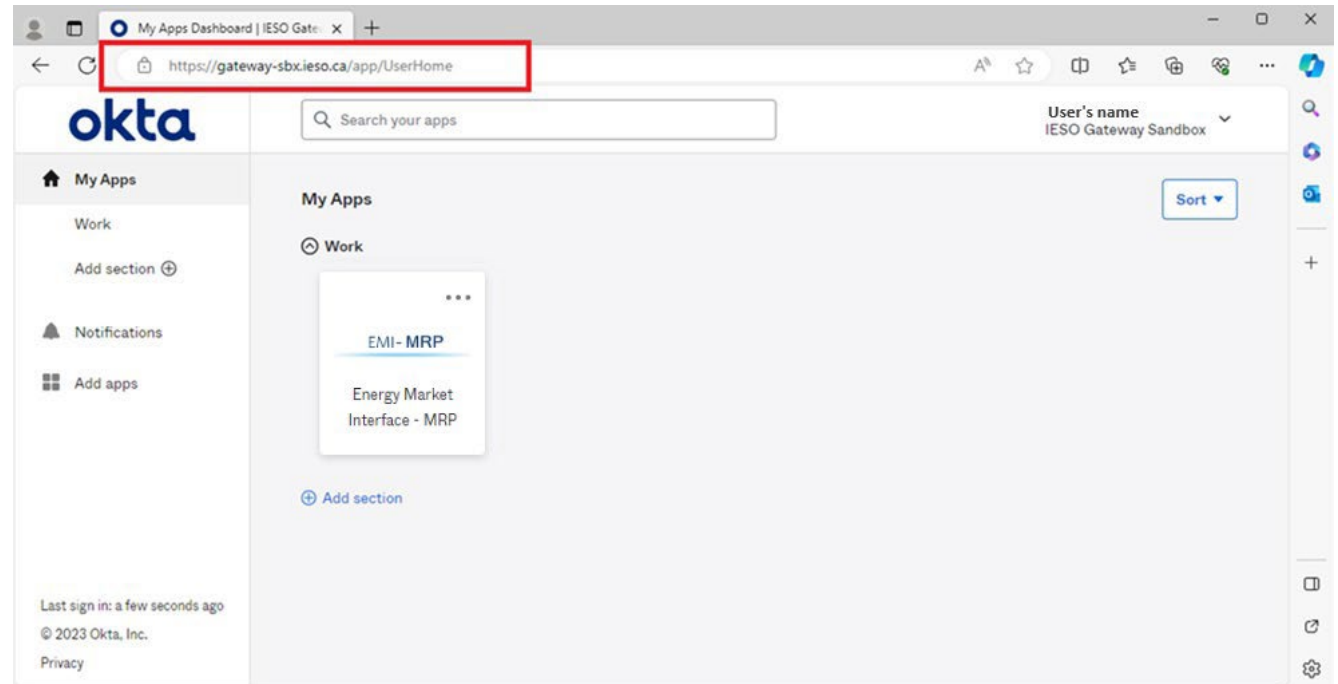 My Apps Dashboard | IESO Gate
https://gateway-sbx.ieso.ca/app/UserHome
okta
Search your apps
User's name
IESO Gateway Sandbox
My Apps
Work
Add section
Notifications
Add apps
My Apps
Sort
Work
EMI-MRP
Energy Market
Interface - MRP
Add section
Last sign in: a few seconds ago
© 2023 Okta, Inc.
Privacy